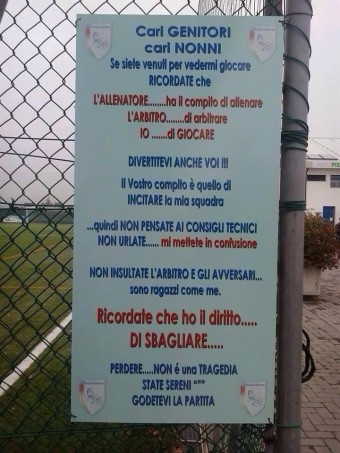 Cari GENITORI
cari NONNI
Se siete venuti per vedermi giocare
RICORDATE che
L'ALLENATORE........ha il compito di allenare
L'ARBITRO........di arbitrare
IO .......di GIOCARE
DIVERTITEVI ANCHE VOI !!!
Il Vostro compito è quello di
INCITARE la mia squadra
...quindi NON PENSATE AI CONSIGLI TECNICI
NON URLATE..... mi mettete in confusione
NON INSULTATE L'ARBITRO E GLI AVVERSARI...
sono ragazzi come me.
Ricordate che ho il diritto.....
DI SBAGLIARE.....
PERDERE.....NON é una TRAGEDIA
STATE SERENI """
GODETEVI LA PARTITA